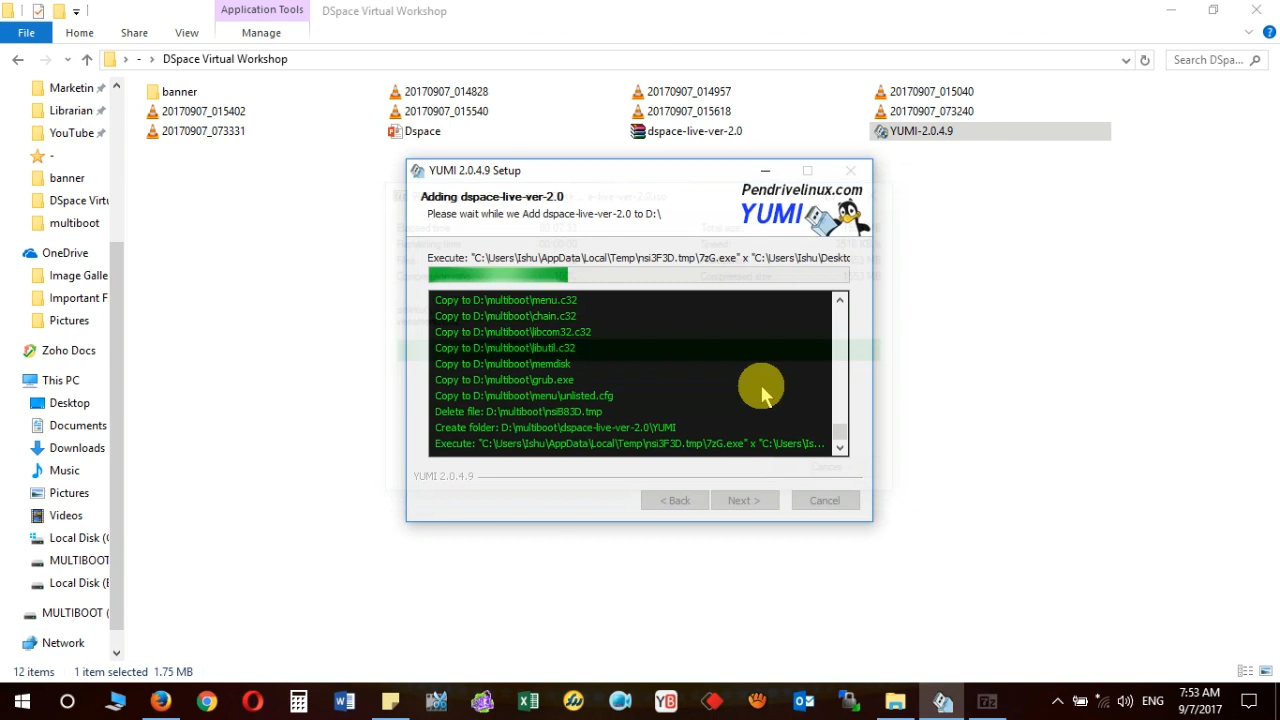 Application Tools
DSpace Virtual Workshop
File
Home
Share
View
Manage
-
DSpace Virtual Workshop
Search DSpa...
Marketin
Librarian
YouTube
-
banner
DSpace Virtu
multiboot
OneDrive
Image Galle
Important F
Pictures
Zoho Docs
This PC
Desktop
Documents
Downloads
Music
Pictures
Videos
Local Disk (C
MULTIBOOT
Local Disk (E
MULTIBOOT (
Network
banner
20170907_014828
20170907_014957
20170907_015040
20170907_015402
20170907_015540
20170907_015618
20170907_073240
20170907_073331
Dspace
dspace-live-ver-2.0
YUMI-2.0.4.9
YUMI 2.0.4.9 Setup
Adding dspace-live-ver-2.0
Please wait while we Add dspace-live-ver-2.0 to D:\
Pendrivelinux.com
YUMI
Execute: "C:\Users\Ishu\AppData\Local\Temp\nsi3F3D.tmp\7zG.exe" x "C:\Users\Ishu\Deskto
Copy to D:\multiboot\menu.c32
Copy to D:\multiboot\chain.c32
Copy to D:\multiboot\libcom32.c32
Copy to D:\multiboot\libutil.c32
Copy to D:\multiboot\memdisk
Copy to D:\multiboot\grub.exe
Copy to D:\multiboot\menu\unlisted.cfg
Delete file: D:\multiboot\nsiB83D.tmp
Create folder: D:\multiboot\dspace-live-ver-2.0\YUMI
Execute: "C:\Users\Ishu\AppData\Local\Temp\nsi3F3D.tmp\7zG.exe" x "C:\Users\Is...
Cancel
YUMI 2.0.4.9
< Back
Next >
Cancel
12 items
1 item selected
1.75 MB
ENG
7:53 AM
9/7/2017